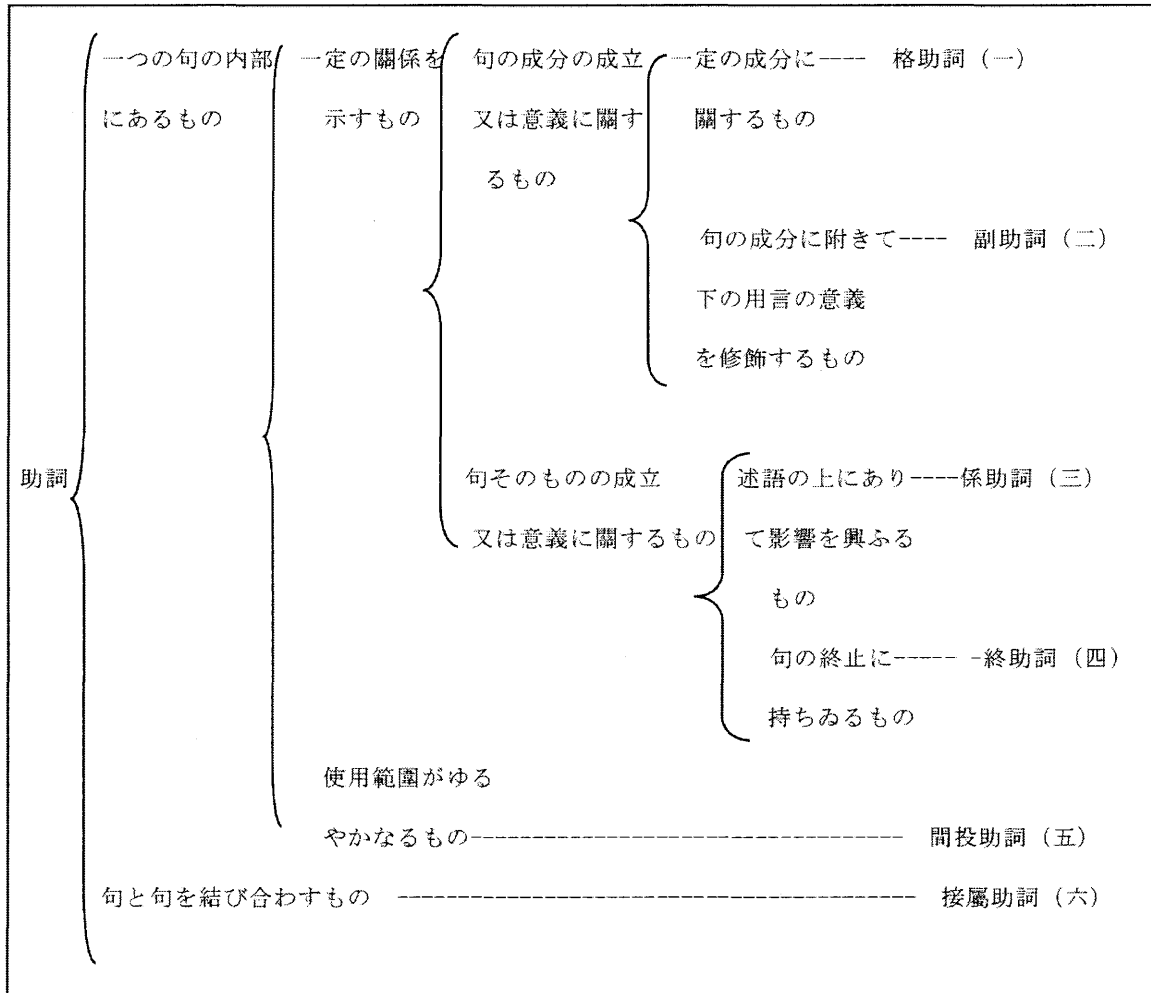 一つの句の内部 一定の關係を 句の成分の成立 一定の成分に---- 格助詞（一）
にあるもの 示すもの 又は意義に關す 關するもの
るもの
句の成分に附きて---- 副助詞（二）
下の用言の意義
を修飾するもの
助詞 句そのものの成立 述語の上にあり----係助詞（三）
又は意義に關するもの て影響を興ふる
もの
句の終止に----- -終助詞（四）
持ちゐるもの
使用範圍がゆる
やかなるもの------------------------------ 間投助詞（五）
句と句を結び合わすもの ------------------------------------ 接屬助詞（六）